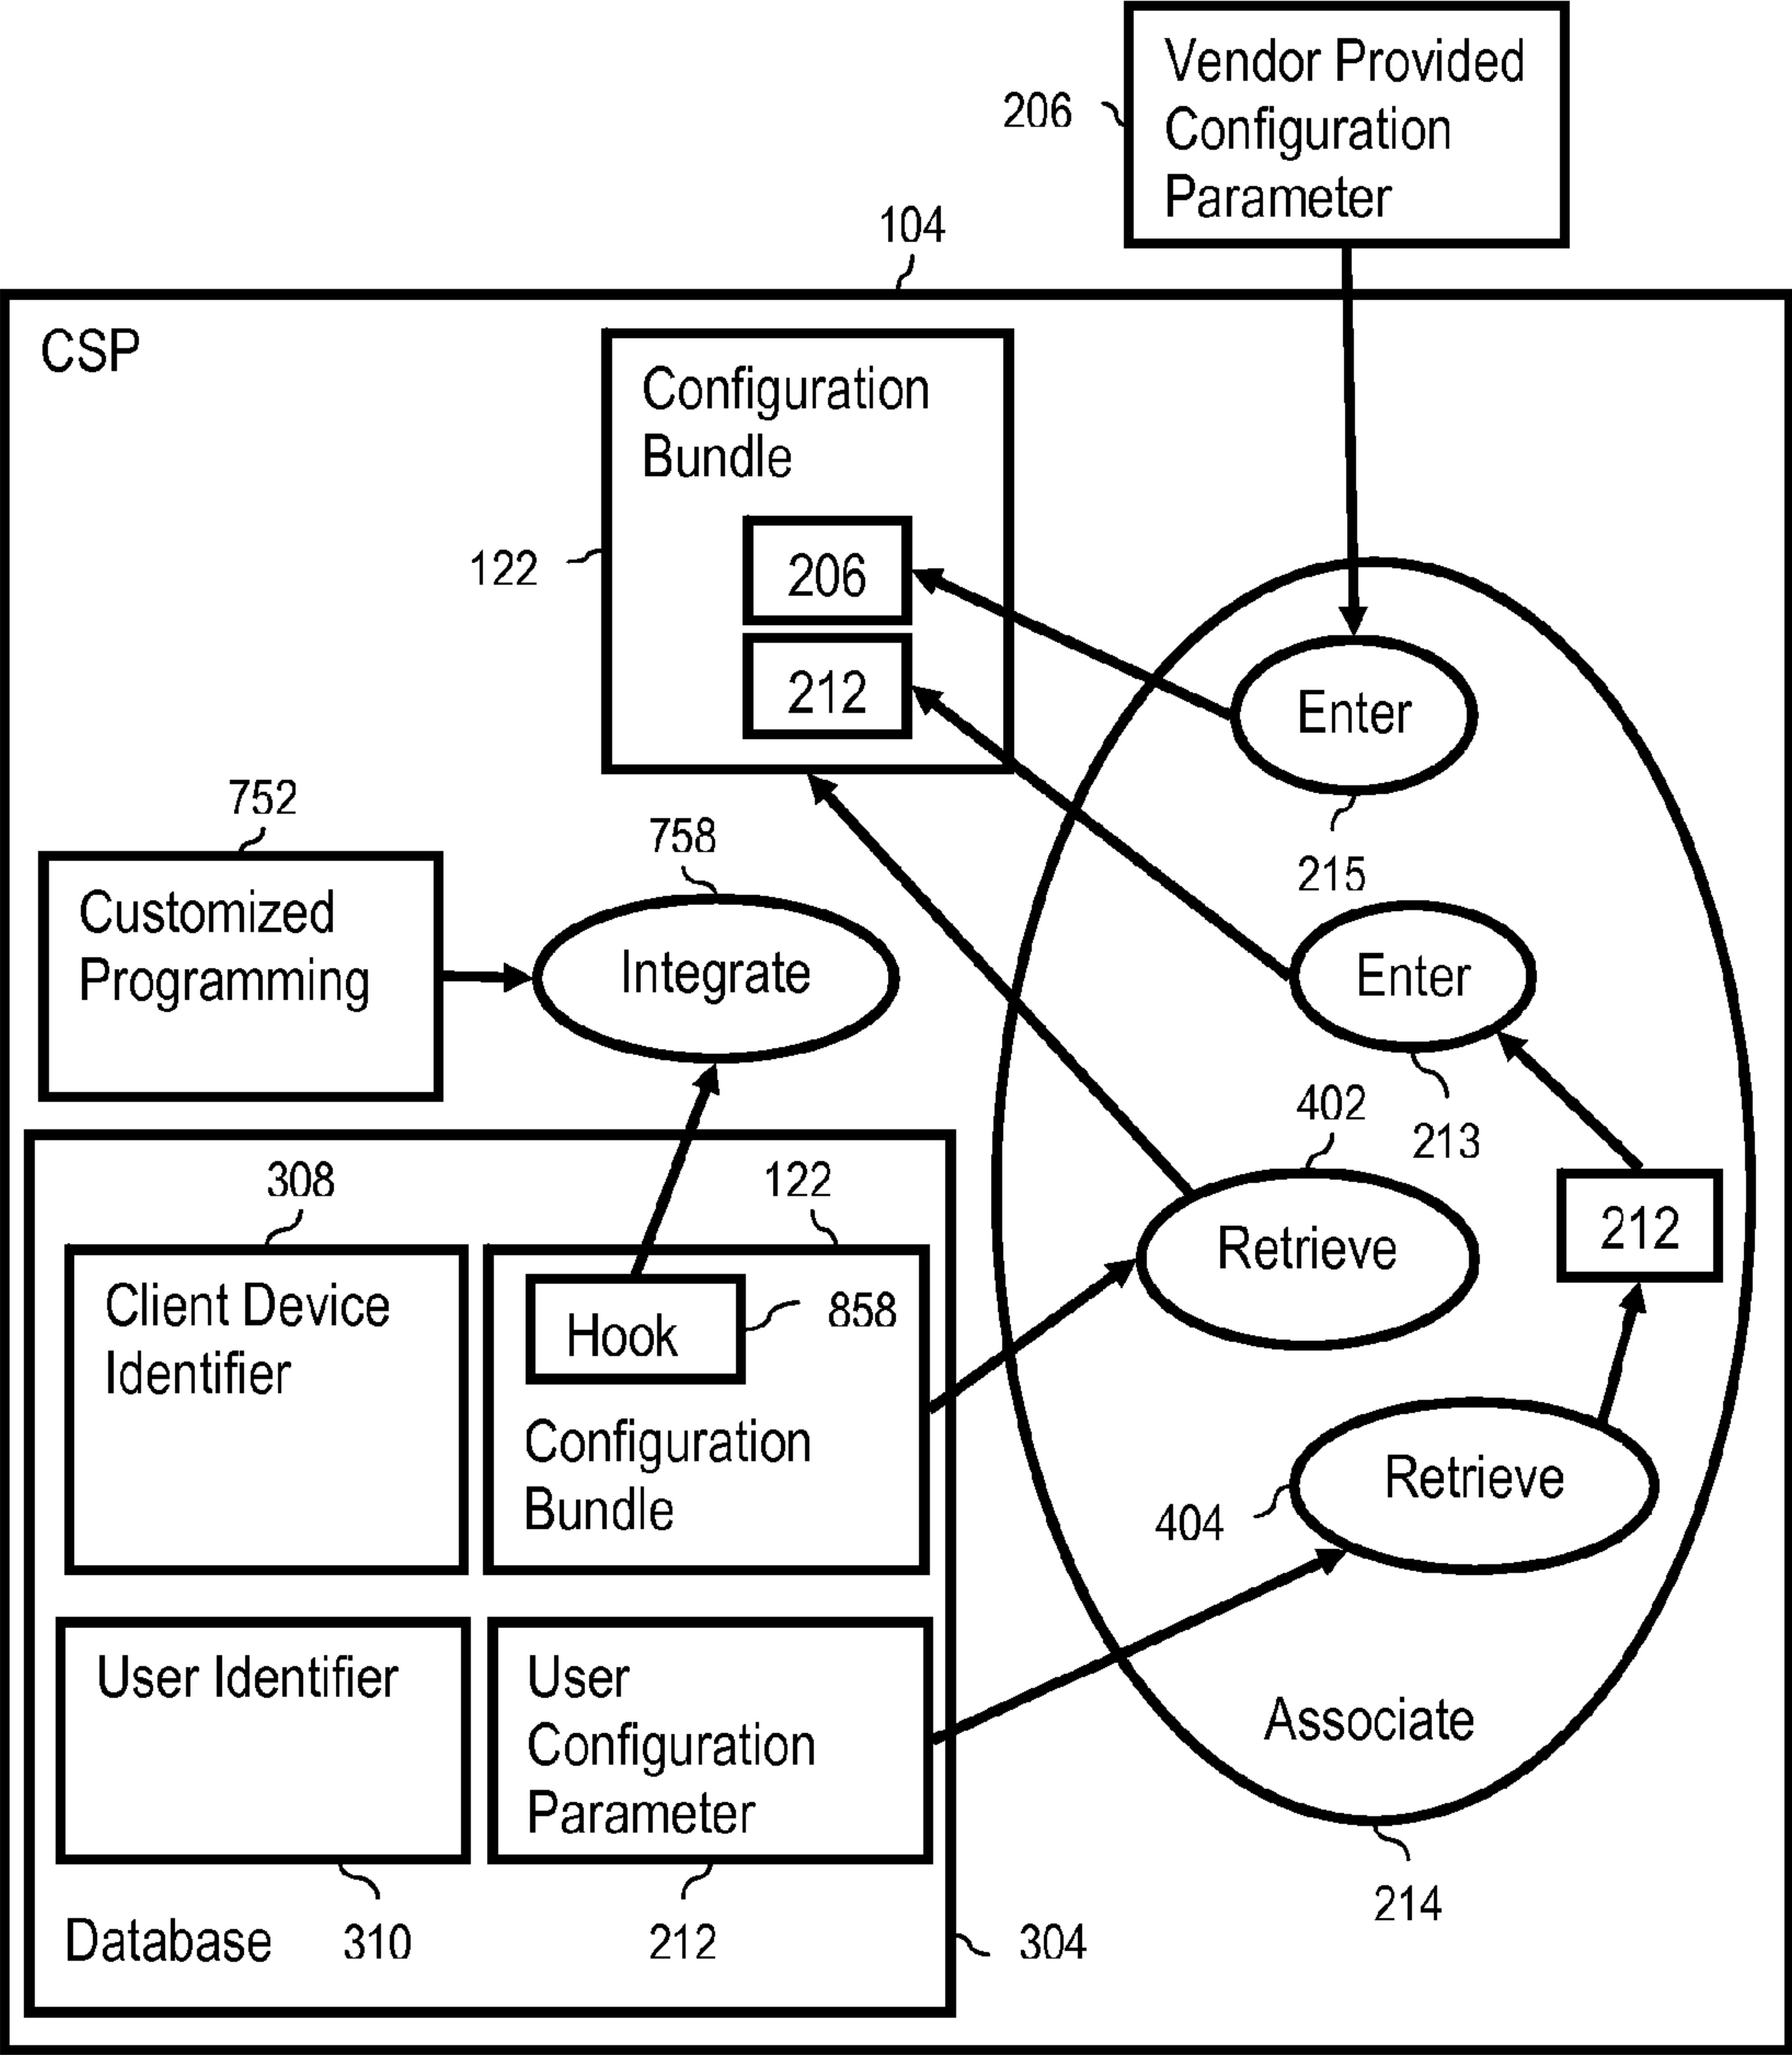 Vendor Provided
Configuration
Parameter
206
104
CSP
Configuration
Bundle
122
206
212
Enter
215
752
758
Customized
Programming
Integrate
Enter
213
402
308
122
212
Client Device
Identifier
Hook
858
Retrieve
Configuration
Bundle
Retrieve
404
User Identifier
User
Configuration
Parameter
Associate
214
Database
310
212
304